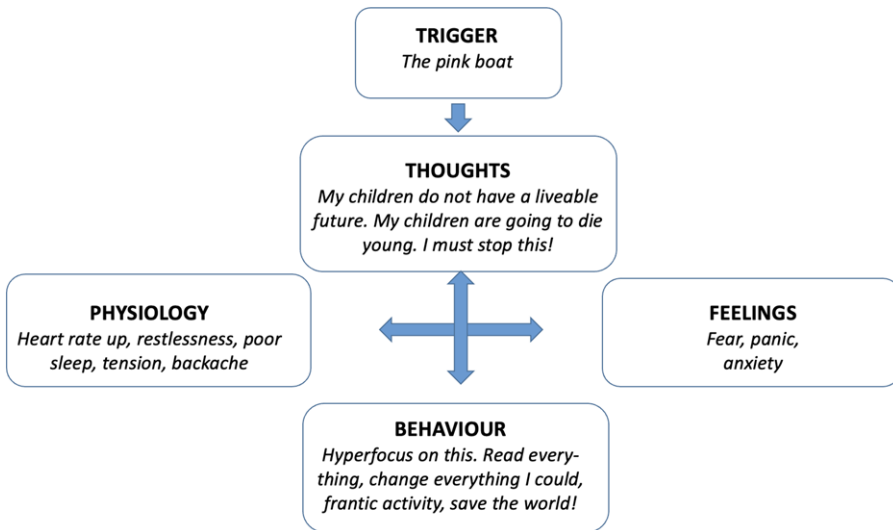 TRIGGER
The pink boat
THOUGHTS
My children do not have a liveable
future. My children are going to die
young. I must stop this!
PHYSIOLOGY
Heart rate up, restlessness, poor
sleep, tension, backache
FEELINGS
Fear, panic,
anxiety
BEHAVIOUR
Hyperfocus on this. Read every-
thing, change everything I could,
frantic activity, save the world!